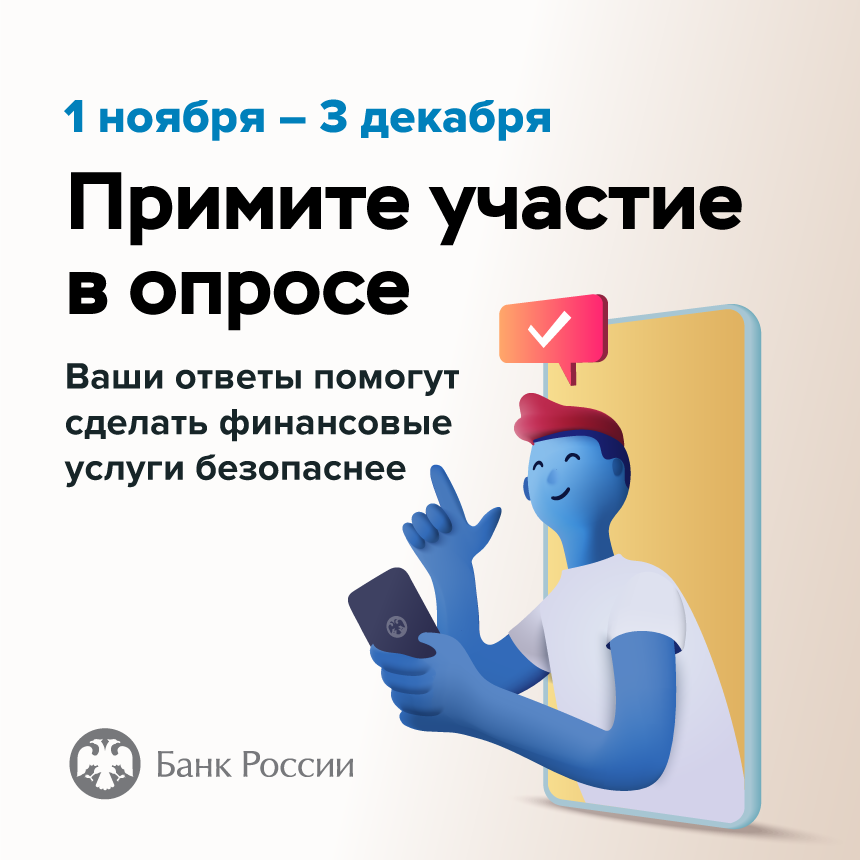 1 ноября – 3 декабря
Примите участие
в опросе
Ваши ответы помогут
сделать финансовые
услуги безопаснее
Банк России